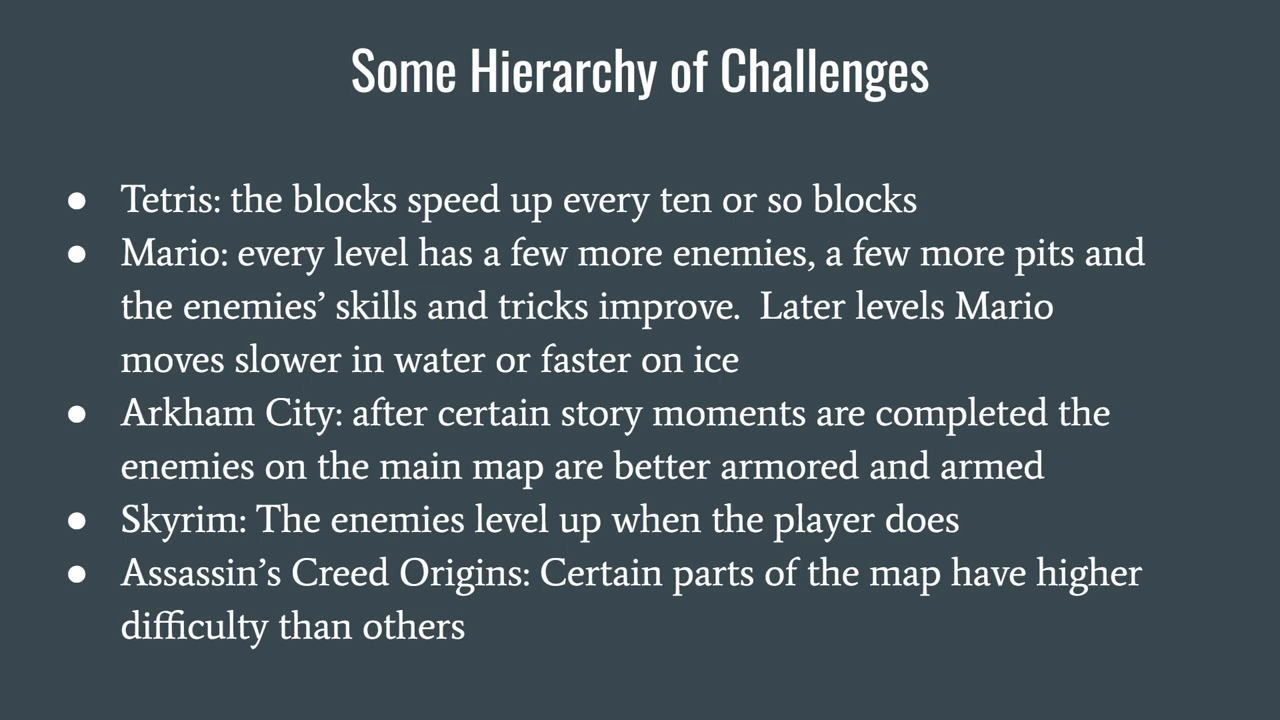 Some Hierarchy of Challenges
● Tetris: the blocks speed up every ten or so blocks
● Mario: every level has a few more enemies, a few more pits and
the enemies’ skills and tricks improve.  Later levels Mario
moves slower in water or faster on ice
● Arkham City: after certain story moments are completed the
enemies on the main map are better armored and armed
● Skyrim: The enemies level up when the player does
● Assassin’s Creed Origins: Certain parts of the map have higher
difficulty than others